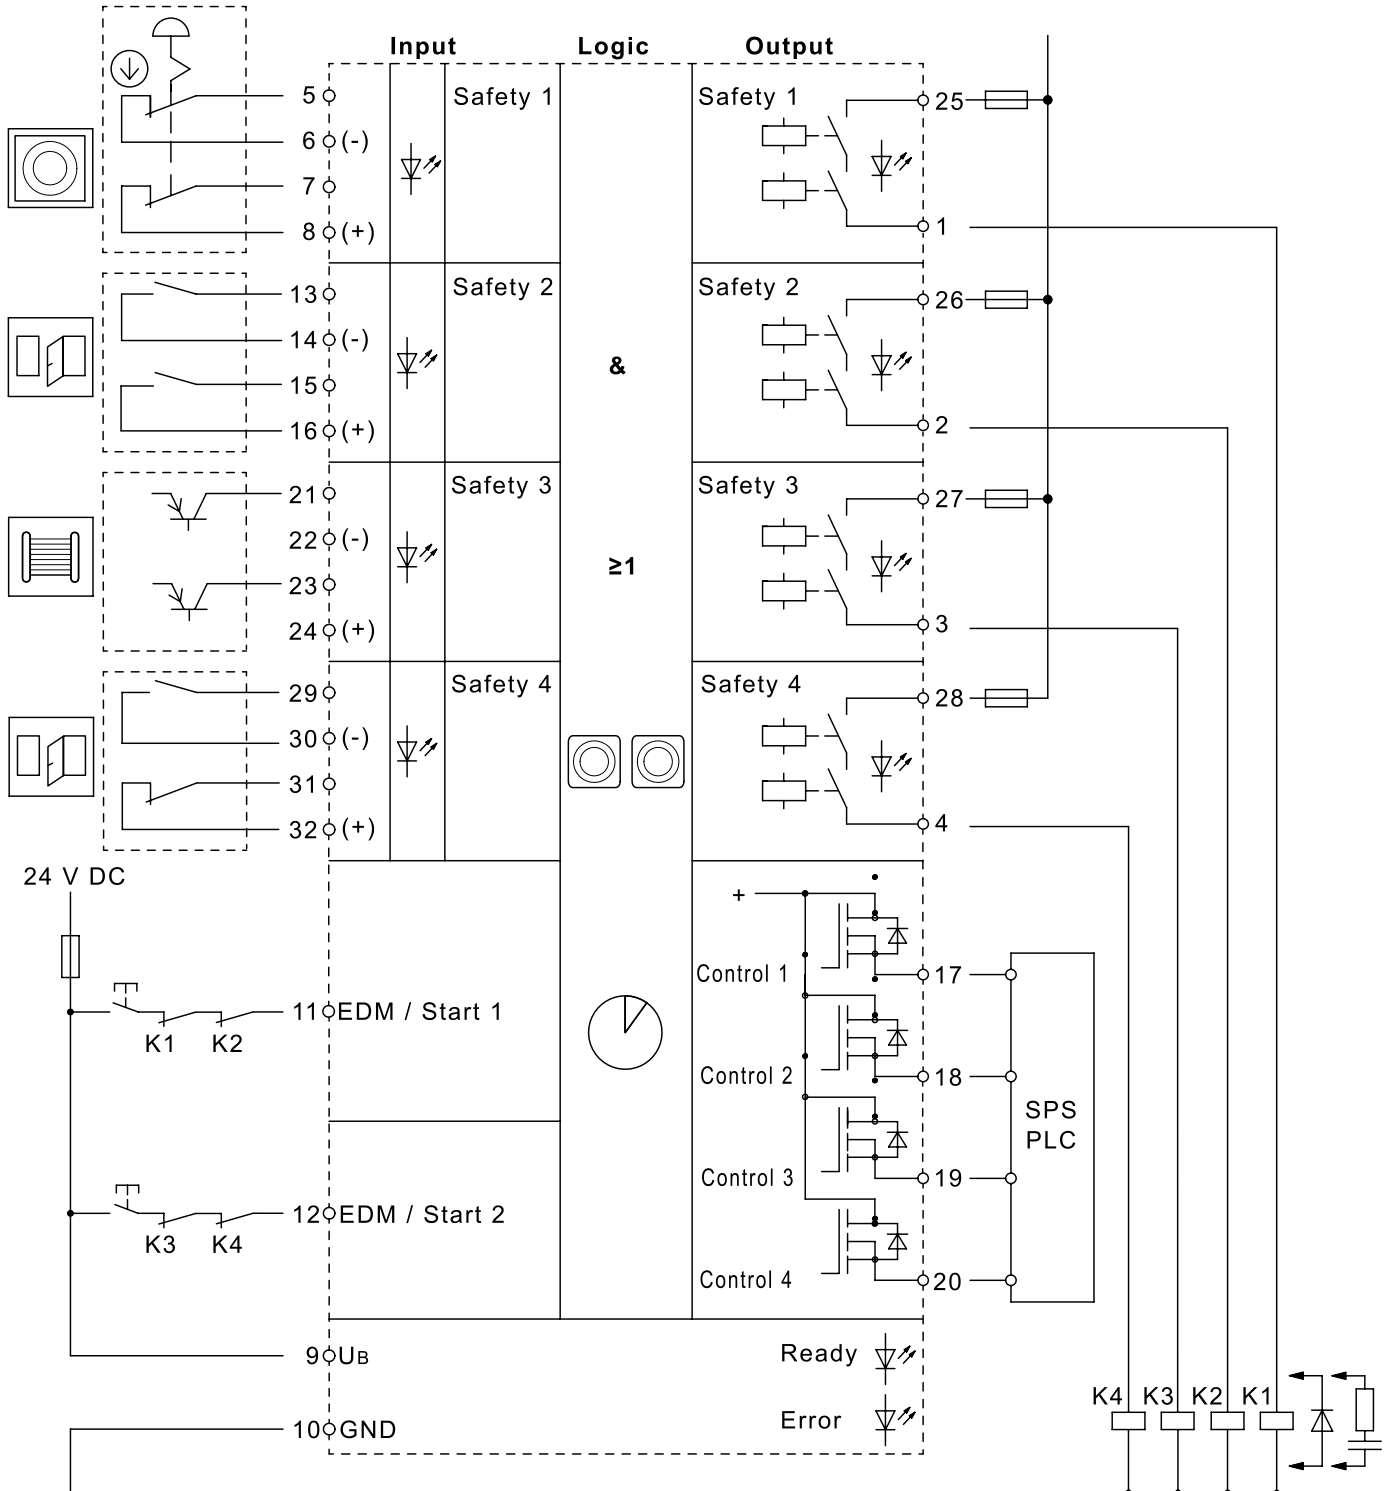 Input Logic Output
5 Safety 1 Safety 1 25
6 (-)
7
8 (+) 1
13 Safety 2 Safety 2 26
14 (-)
&
15
16 (+) 2
21 Safety 3 Safety 3 27
22 (-)
≥1
23
24 (+) 3
29 Safety 4 Safety 4 28
30 (-)
31
32 (+) 4
24 V DC
+
Control 1 17
11 EDM / Start 1
K1 K2
Control 2 18
SPS
PLC
Control 3 19
12 EDM / Start 2
K3 K4
Control 4 20
9 UB Ready
K4 K3 K2 K1
10 GND Error